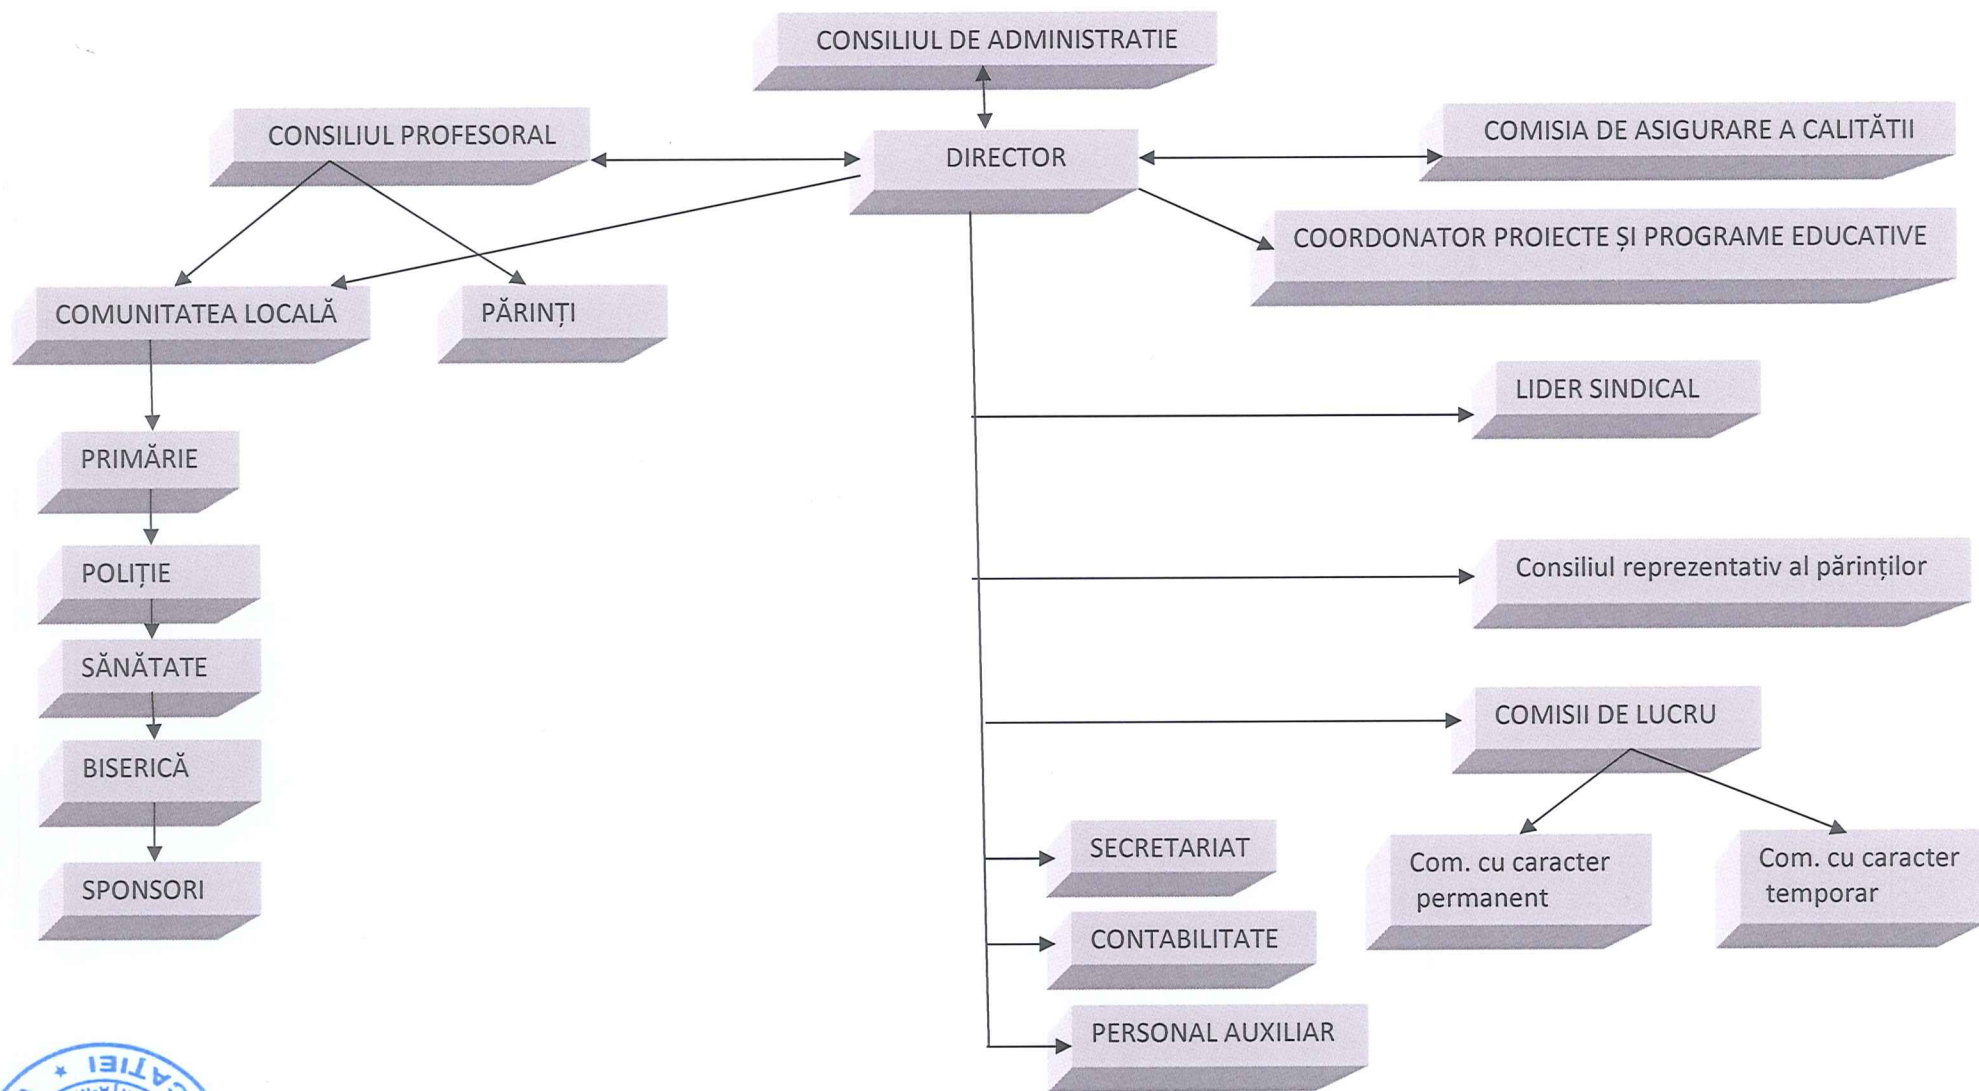 CONSILIUL DE ADMINISTRATIE
CONSILIUL PROFESORAL
DIRECTOR
COMISIA DE ASIGURARE A CALITĂTII
COORDONATOR PROIECTE ȘI PROGRAME EDUCATIVE
COMUNITATEA LOCALĂ
PĂRINȚI
LIDER SINDICAL
PRIMĂRIE
POLIȚIE
Consiliul reprezentativ al părinților
SĂNĂTATE
COMISII DE LUCRU
BISERICĂ
SECRETARIAT
Com. cu caracter
permanent
Com. cu caracter
temporar
SPONSORI
CONTABILITATE
PERSONAL AUXILIAR